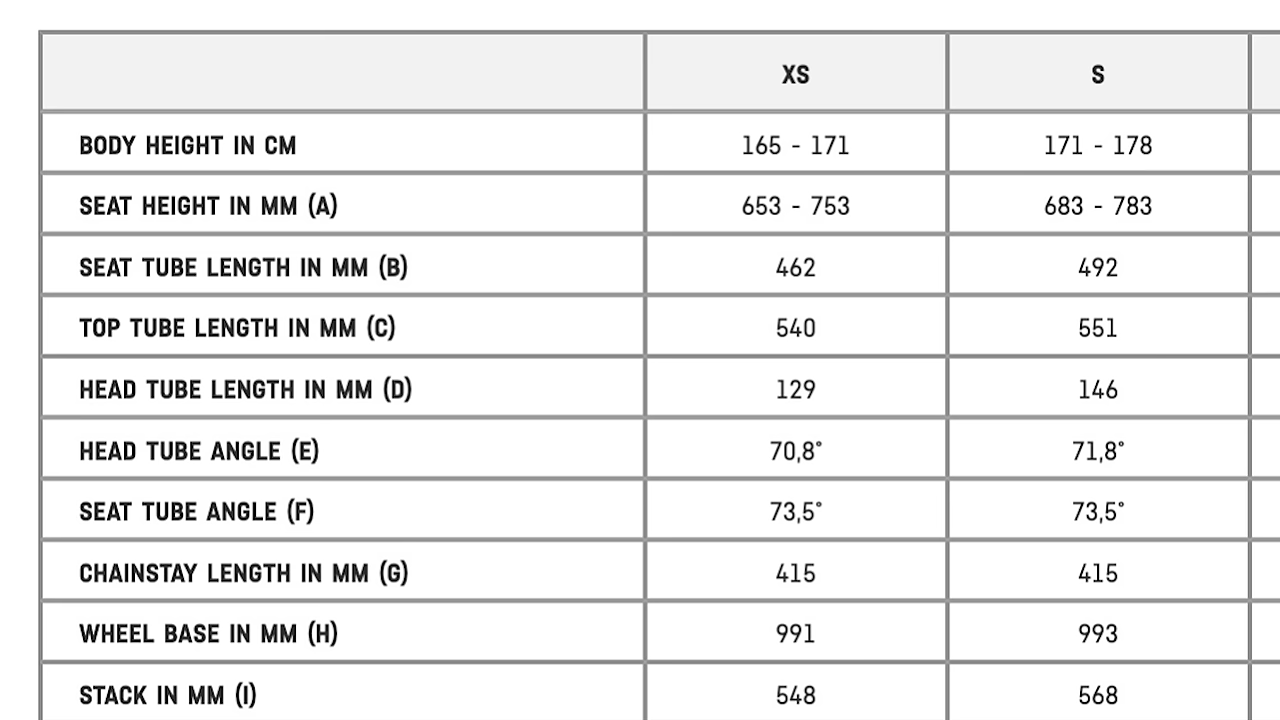 XS S
BODY HEIGHT IN CM 165 - 171 171 - 178
SEAT HEIGHT IN MM (A) 653 - 753 683 - 783
SEAT TUBE LENGTH IN MM (B) 462 492
TOP TUBE LENGTH IN MM (C) 540 551
HEAD TUBE LENGTH IN MM (D) 129 146
HEAD TUBE ANGLE (E) 70,8° 71,8°
SEAT TUBE ANGLE (F) 73,5° 73,5°
CHAINSTAY LENGTH IN MM (G) 415 415
WHEEL BASE IN MM (H) 991 993
STACK IN MM (I) 548 568